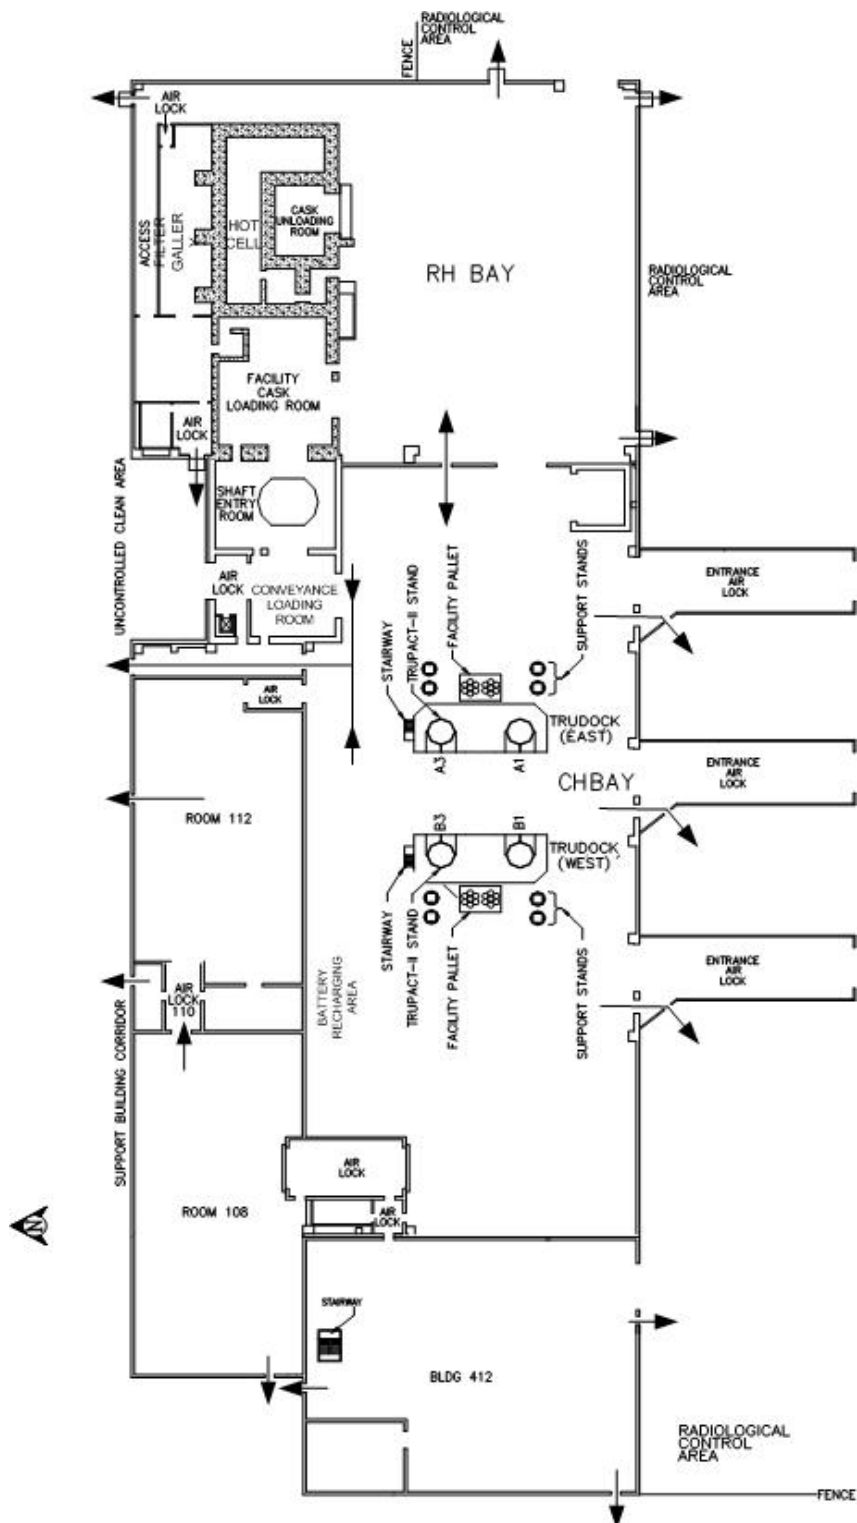 RADIOLOGICAL
CONTROL
AREA
FENCE
AIR
LOCK
ACCESS
FILTER
GALLER
Y
HOT
CELL
CASK
UNLOADING
ROOM
RH BAY
RADIOLOGICAL
CONTROL
AREA
FACILITY
CASK
LOADING ROOM
AIR
LOCK
UNCONTROLLED CLEAN AREA
SHAFT
ENTRY
ROOM
AIR
LOCK
CONVEYANCE
LOADING
ROOM
STAIRWAY
TRUPACT-II STAND
FACILITY PALLET
SUPPORT STANDS
ENTRANCE
AIR
LOCK
AIR
LOCK
TRUDOCK
(EAST)
A3
A1
CHBAY
ENTRANCE
AIR
LOCK
ROOM 112
B3
B1
TRUDOCK
(WEST)
STAIRWAY
TRUPACT-II STAND
FACILITY PALLET
SUPPORT STANDS
ENTRANCE
AIR
LOCK
AIR
LOCK
110
BATTERY
RECHARGING
AREA
SUPPORT BUILDING CORRIDOR
AIR
LOCK
N
ROOM 108
AIR
LOCK
STAIRWAY
BLDG 412
RADIOLOGICAL
CONTROL
AREA
FENCE